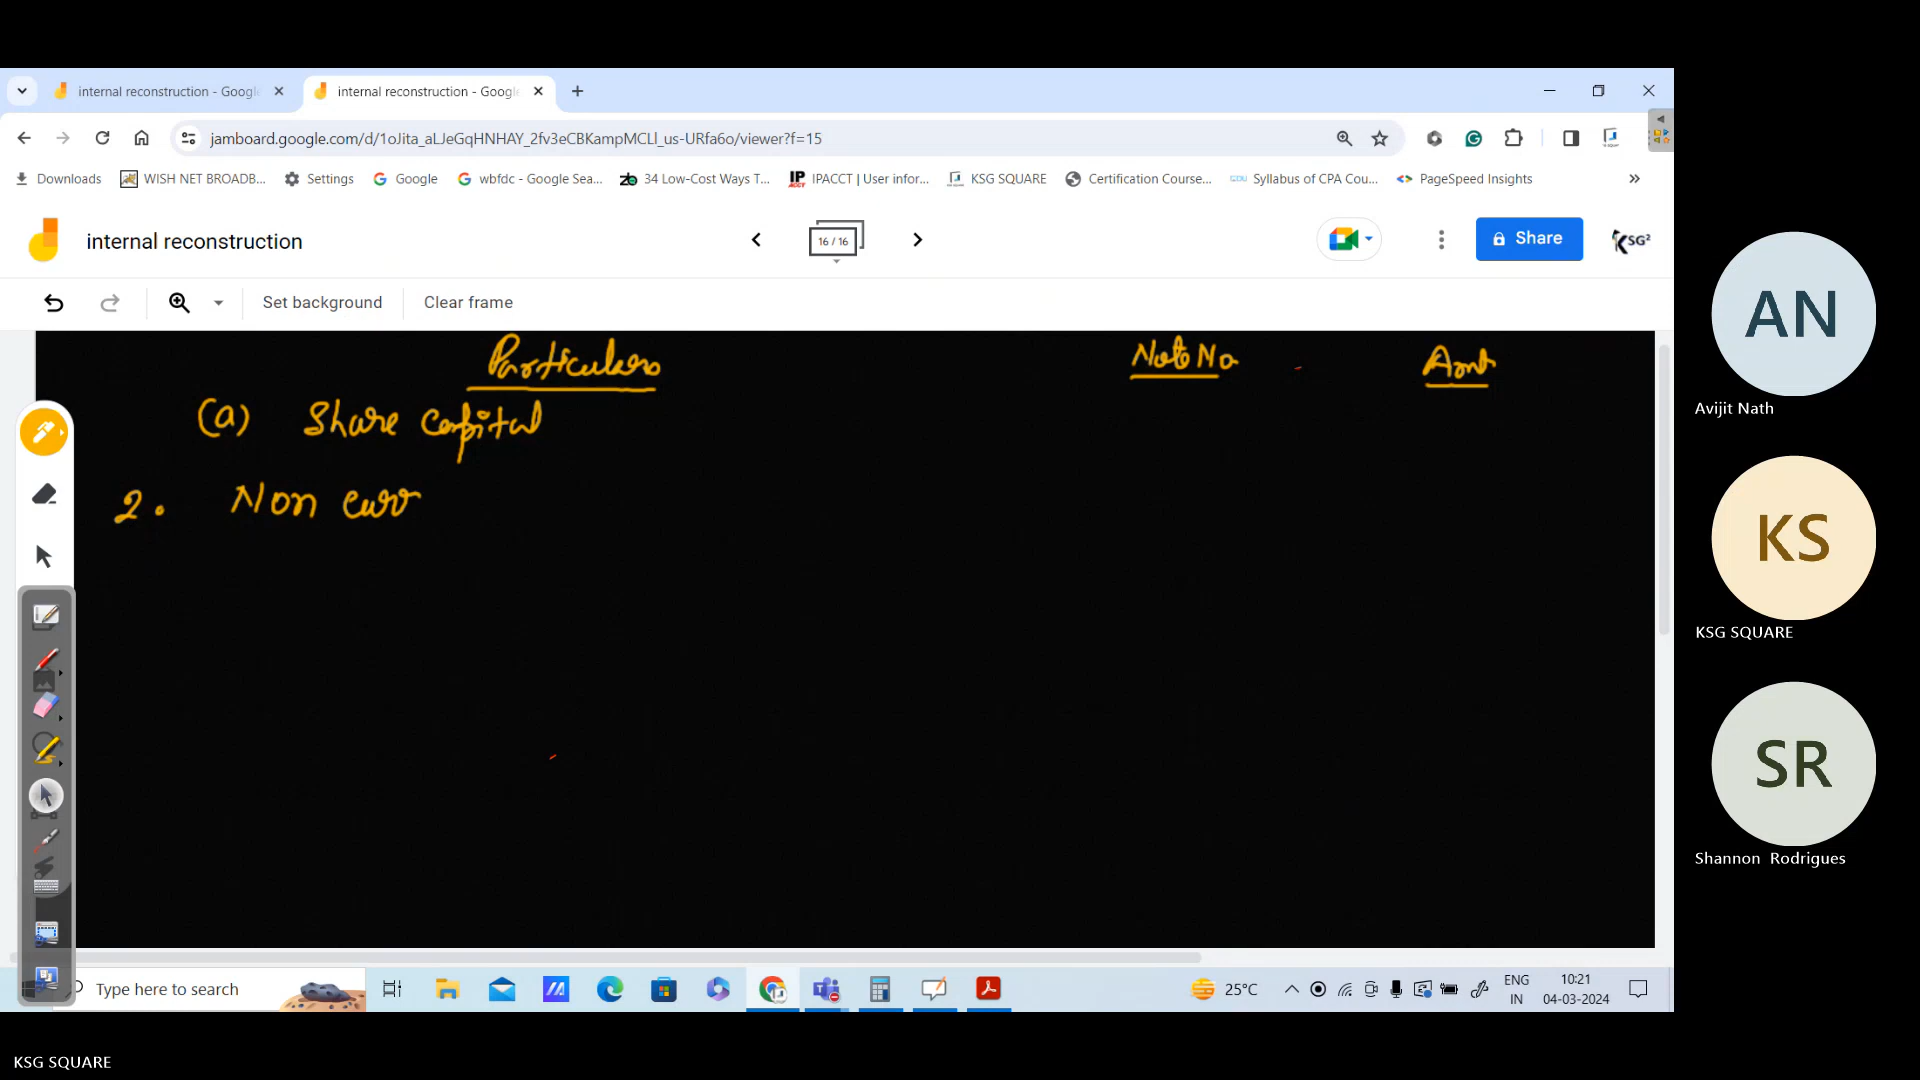 internal reconstruction - Googl
internal reconstruction - Google
jamboard.google.com/d/1oJita_aLJeGqHNHAY_2fv3eCBKampMCLl_us-URfa6o/viewer?f=15
Downloads
WISH NET BROADB...
Settings
Google
wbfdc - Google Sea...
34 Low-Cost Ways T...
IPACCT | User infor...
KSG SQUARE
Certification Course...
Syllabus of CPA Cou...
PageSpeed Insights
internal reconstruction
16 / 16
Share
KSG²
Set background
Clear frame
Particulars Note No Amt
(a) Share capital
2. Non curr
AN
Avijit Nath
KS
KSG SQUARE
SR
Shannon Rodrigues
Type here to search
25°C
ENG
IN
10:21
04-03-2024
KSG SQUARE